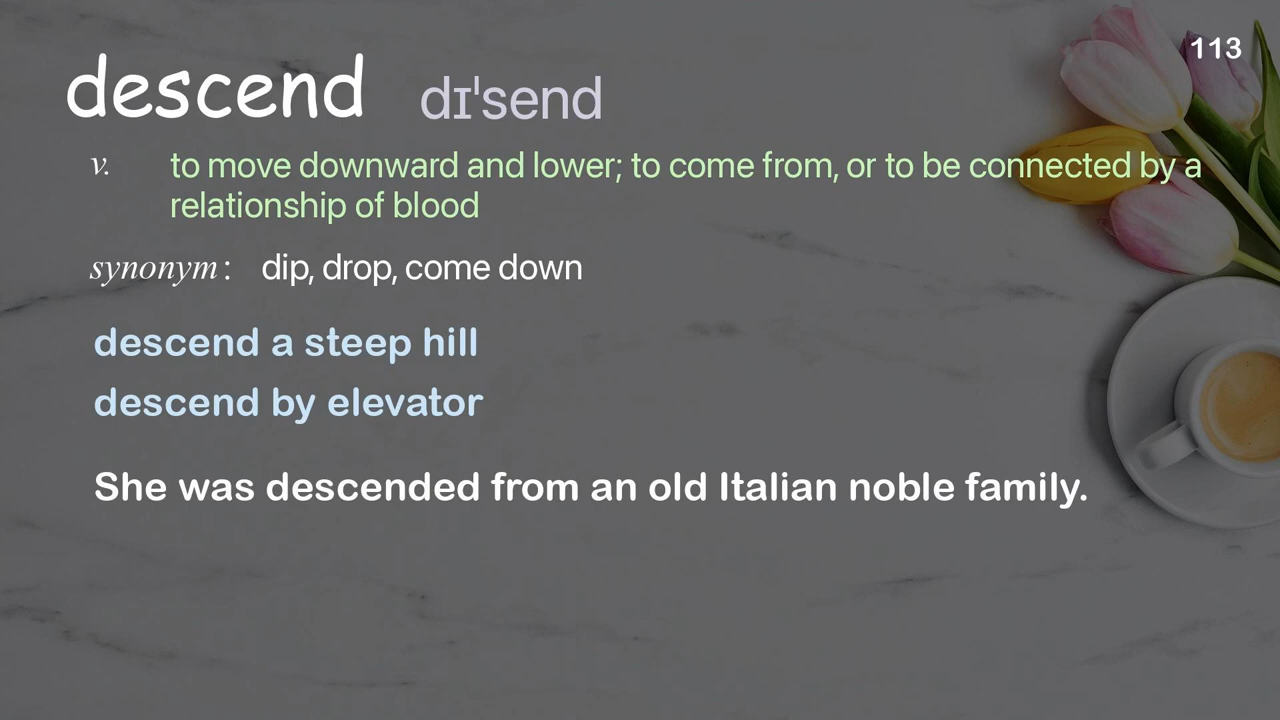 113
descend dɪˈsend
v. to move downward and lower; to come from, or to be connected by a
relationship of blood
synonym : dip, drop, come down
descend a steep hill
descend by elevator
She was descended from an old Italian noble family.